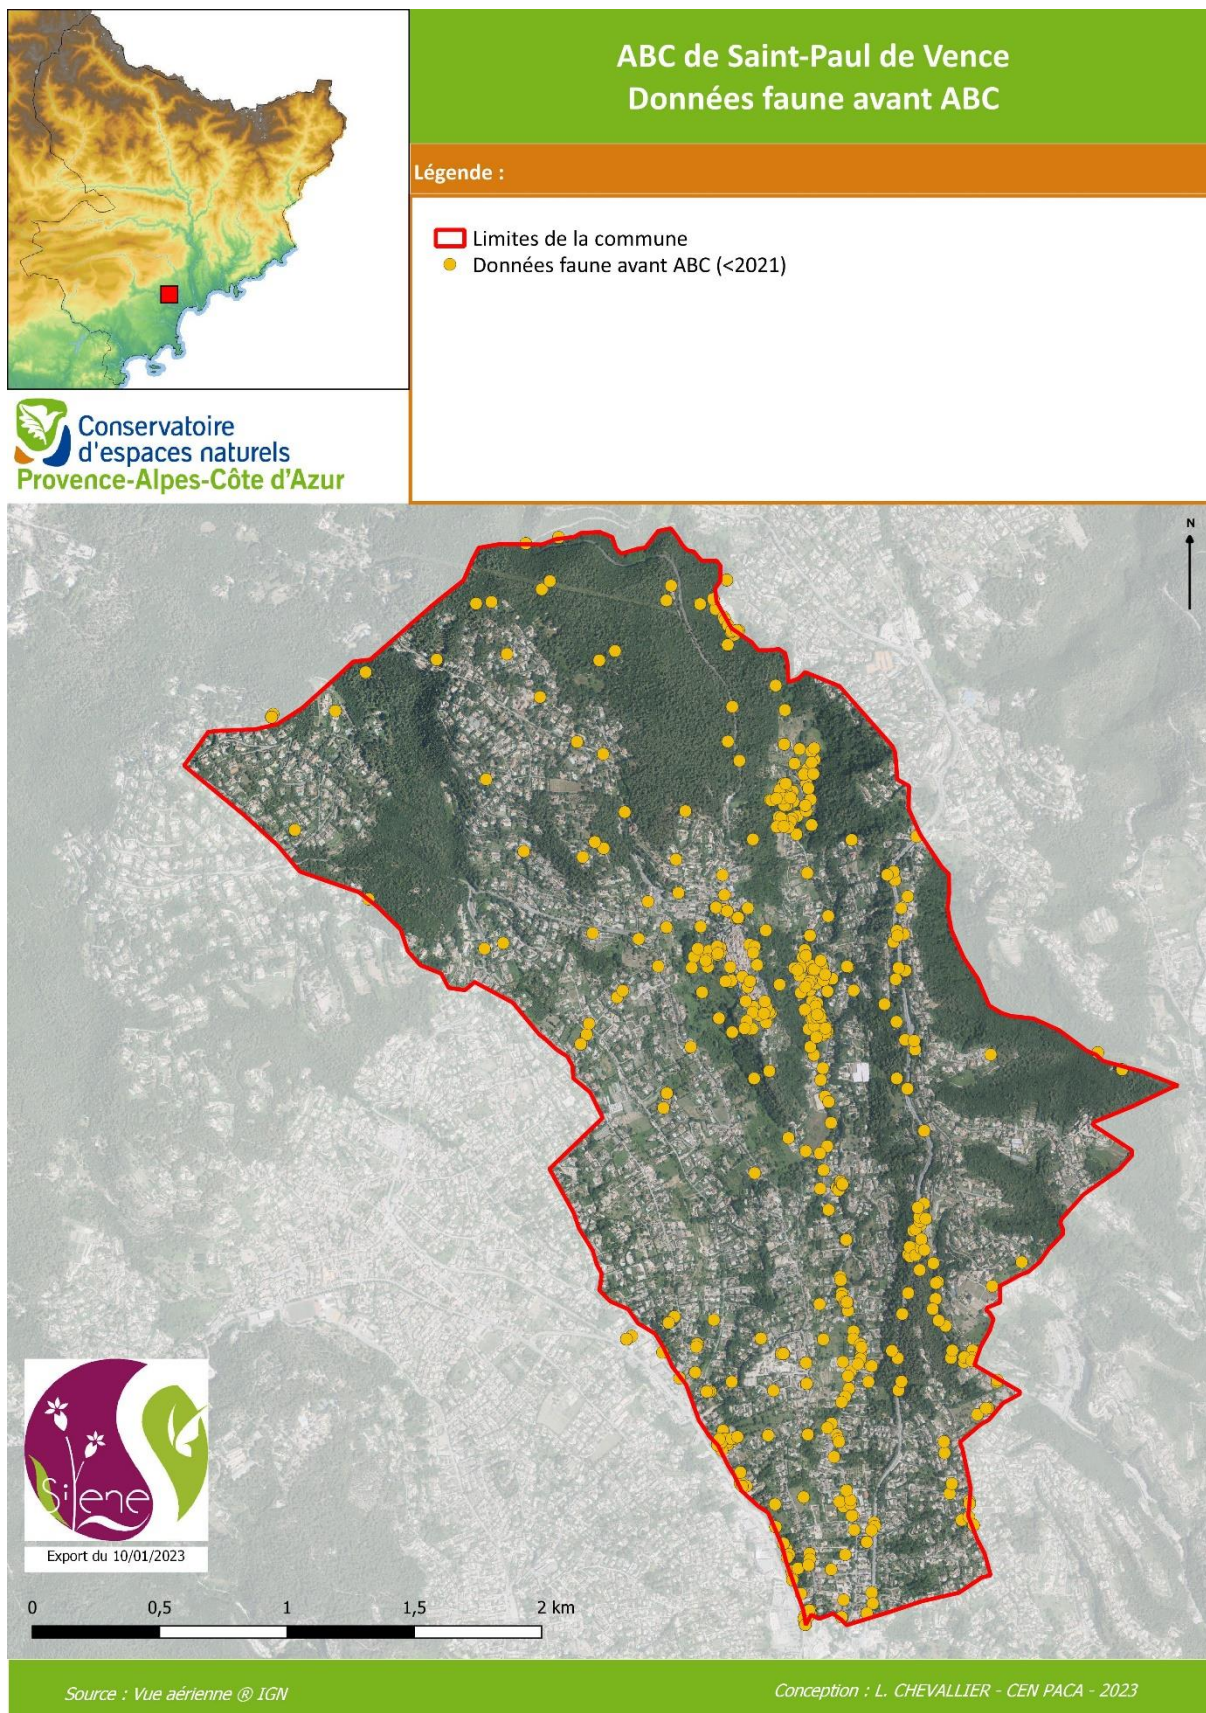 ABC de Saint-Paul de Vence
Données faune avant ABC
Légende :
Limites de la commune
Données faune avant ABC (<2021)
Conservatoire
d'espaces naturels
Provence-Alpes-Côte d'Azur
N
Silene
Export du 10/01/2023
0 0,5 1 1,5 2 km
Source : Vue aérienne ® IGN
Conception : L. CHEVALLIER - CEN PACA - 2023